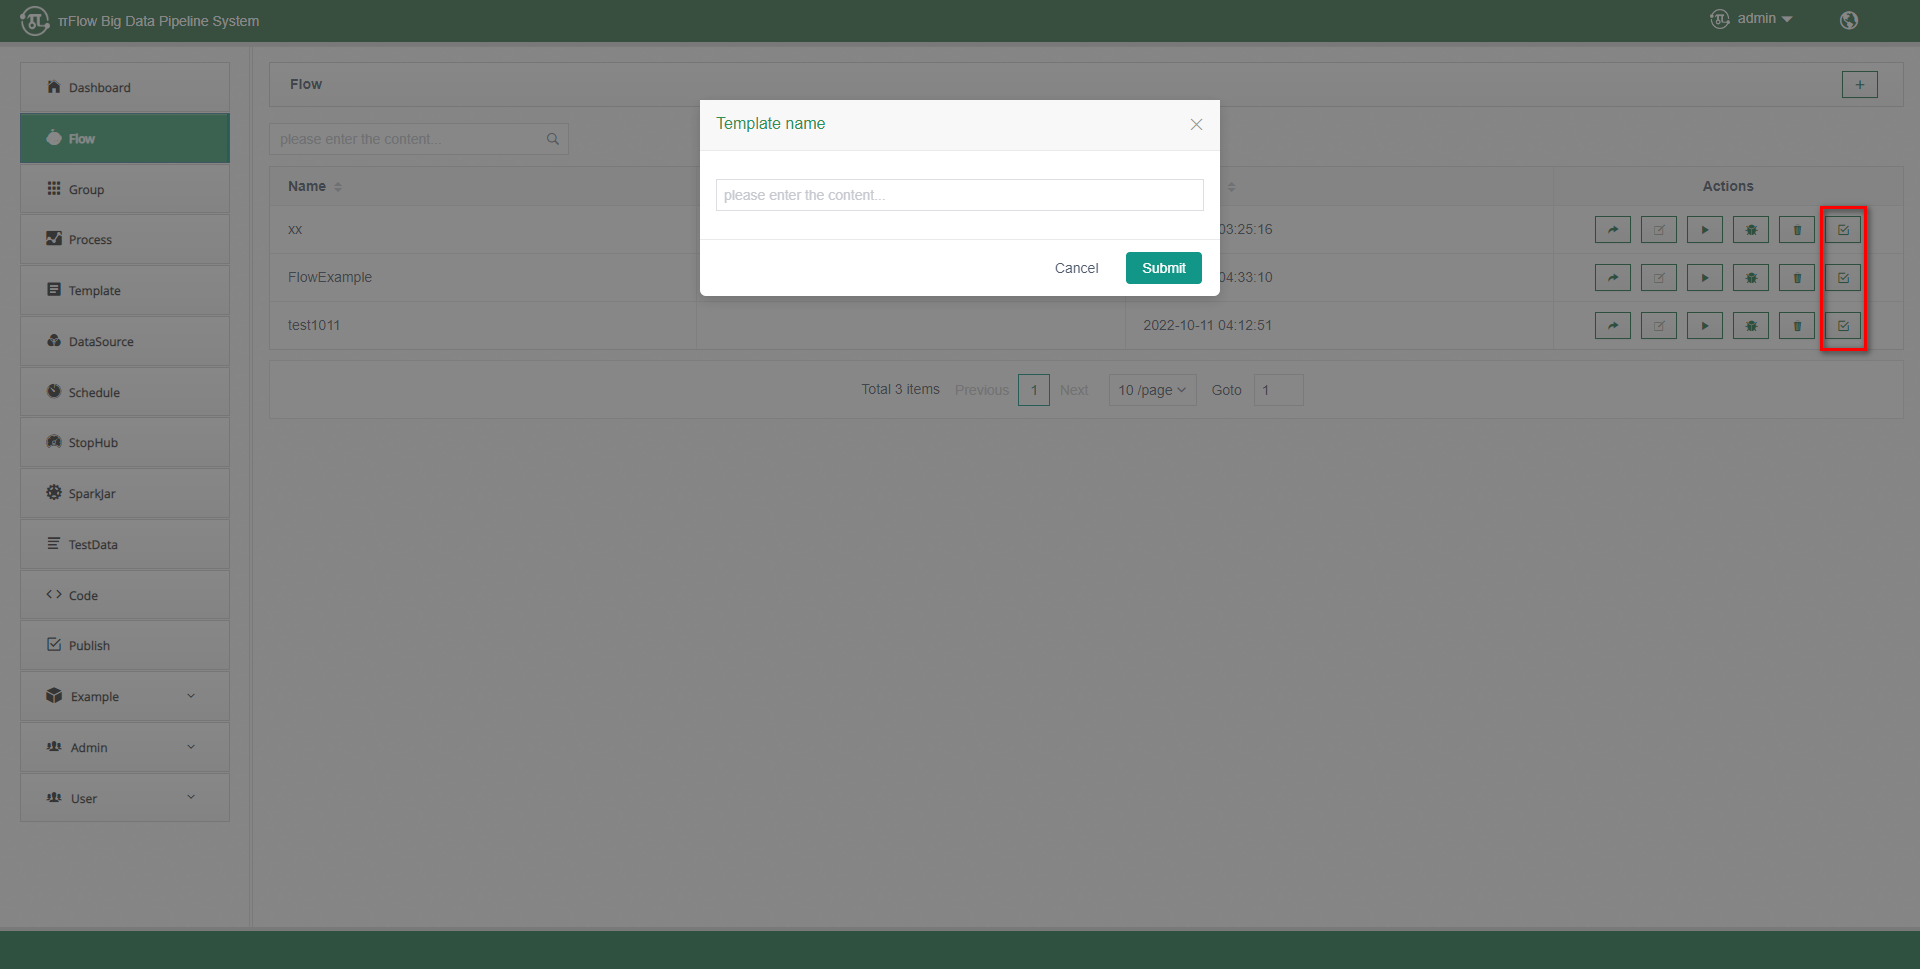 πFlow Big Data Pipeline System
admin
Dashboard
Flow
Group
Process
Template
DataSource
Schedule
StopHub
SparkJar
TestData
Code
Publish
Example
Admin
User
Flow
+
please enter the content...
Name
Actions
xx
03:25:16
FlowExample
04:33:10
test1011
2022-10-11 04:12:51
Total 3 items
Previous
1
Next
10 /page
Goto
1
Template name
please enter the content...
Cancel
Submit